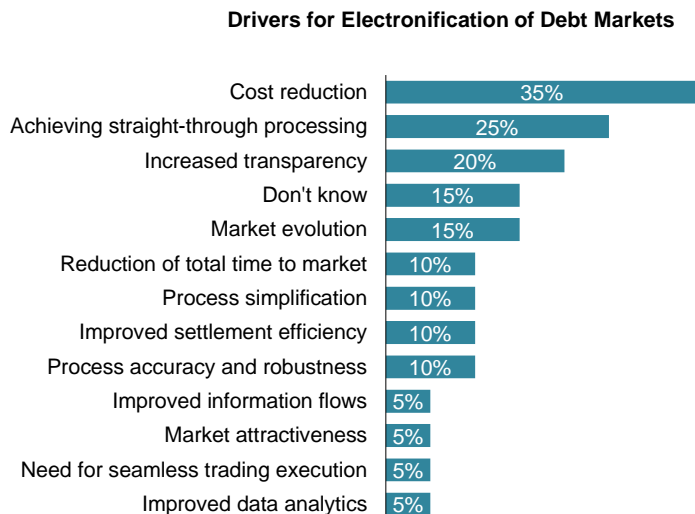 Drivers for Electronification of Debt Markets
Cost reduction 35%
Achieving straight-through processing 25%
Increased transparency 20%
Don't know 15%
Market evolution 15%
Reduction of total time to market 10%
Process simplification 10%
Improved settlement efficiency 10%
Process accuracy and robustness 10%
Improved information flows 5%
Market attractiveness 5%
Need for seamless trading execution 5%
Improved data analytics 5%